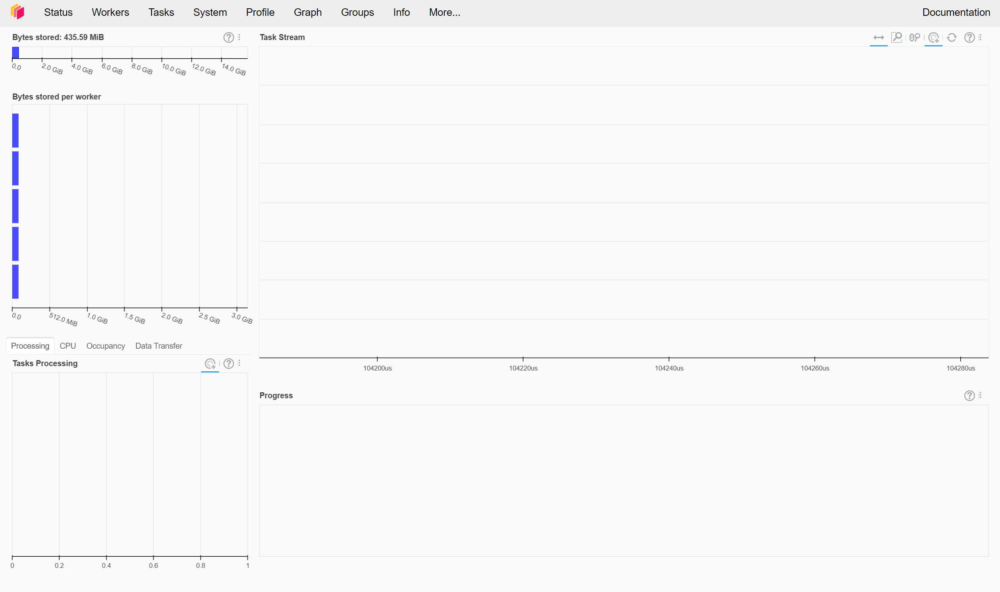 Status Workers Tasks System Profile Graph Groups Info More... Documentation
Bytes stored: 435.59 MiB
0.0 2.0 GiB 4.0 GiB 6.0 GiB 8.0 GiB 10.0 GiB 12.0 GiB 14.0 GiB
Bytes stored per worker
0.0 512.0 MiB 1.0 GiB 1.5 GiB 2.0 GiB 2.5 GiB 3.0 GiB
Processing CPU Occupancy Data Transfer
Tasks Processing
0 0.2 0.4 0.6 0.8 1
Task Stream
104200us 104220us 104240us 104260us 104280us
Progress